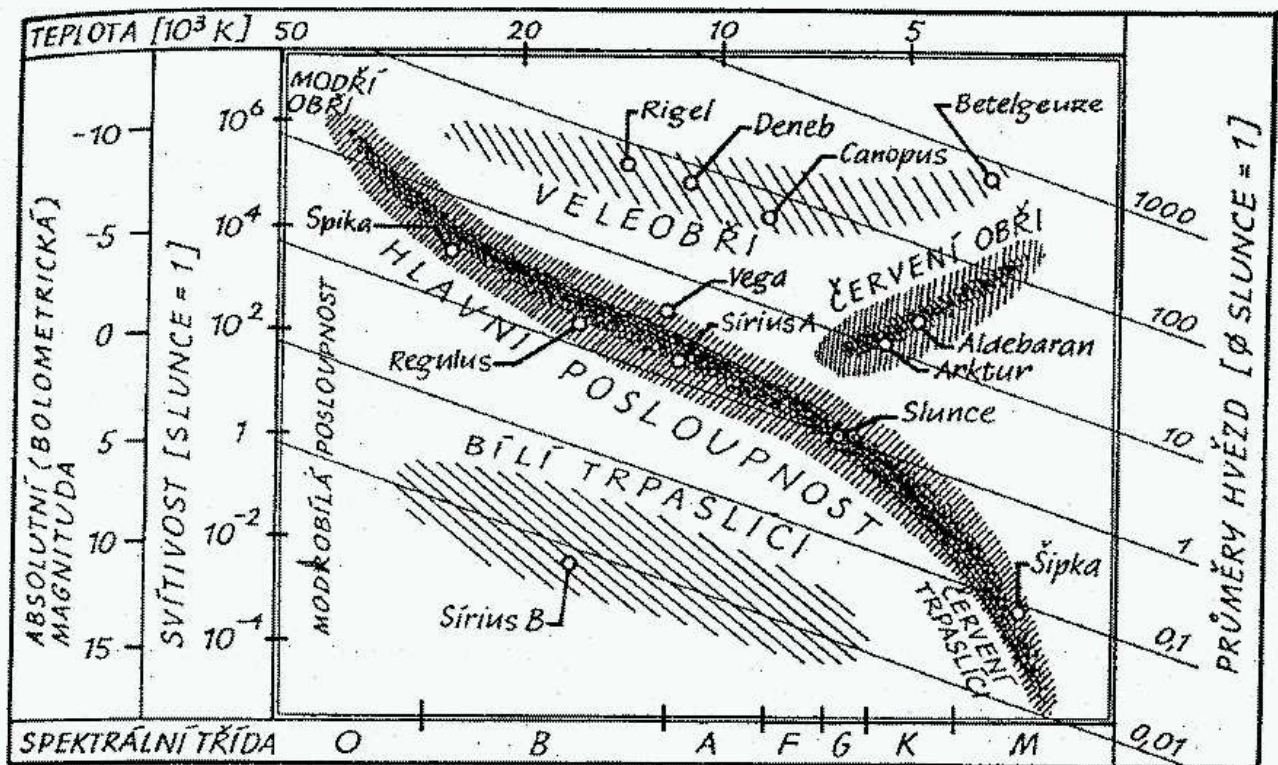 TEPLOTA [10³ K] 50 20 10 5
ABSOLUTNÍ (BOLOMETRICKÁ)
MAGNITUDA
-10
-5
0
5
10
15
SVÍTIVOST [SLUNCE = 1]
10⁶
10⁴
10²
1
10⁻²
10⁻⁴
MODŘÍ
OBŘI
Rigel
Deneb
Betelgeuze
Canopus
VELEOBŘI
Spika
HLAVNÍ POSLOUPNOST
Vega
ČERVENÍ OBŘI
Sírius A
Regulus
Aldebaran
Arktur
Slunce
MODROBÍLÁ POSLOUPNOST
BÍLÍ TRPASLÍCI
Sírius B
Šipka
ČERVENÍ
TRPASLÍCI
1000
100
10
1
0,1
0,01
PRŮMĚRY HVĚZD [Ø SLUNCE = 1]
SPEKTRÁLNÍ TŘÍDA O B A F G K M